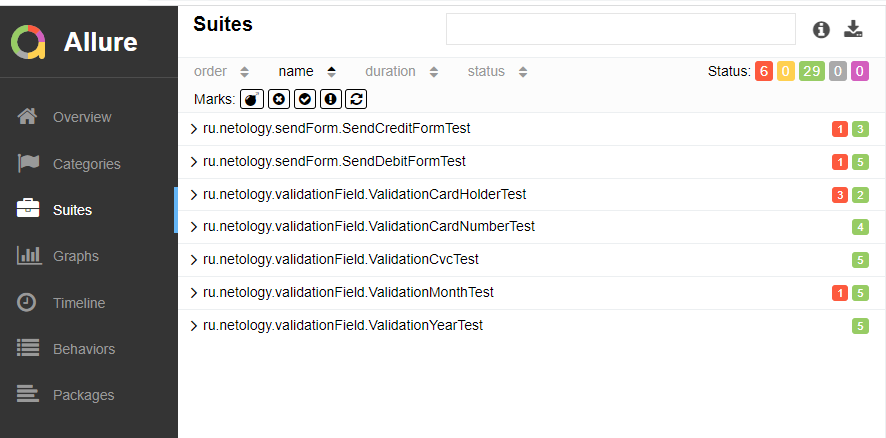 Allure
Overview
Categories
Suites
Graphs
Timeline
Behaviors
Packages
Suites
order name duration status Status: 6 0 29 0 0
Marks:
ru.netology.sendForm.SendCreditFormTest 1 3
ru.netology.sendForm.SendDebitFormTest 1 5
ru.netology.validationField.ValidationCardHolderTest 3 2
ru.netology.validationField.ValidationCardNumberTest 4
ru.netology.validationField.ValidationCvcTest 5
ru.netology.validationField.ValidationMonthTest 1 5
ru.netology.validationField.ValidationYearTest 5